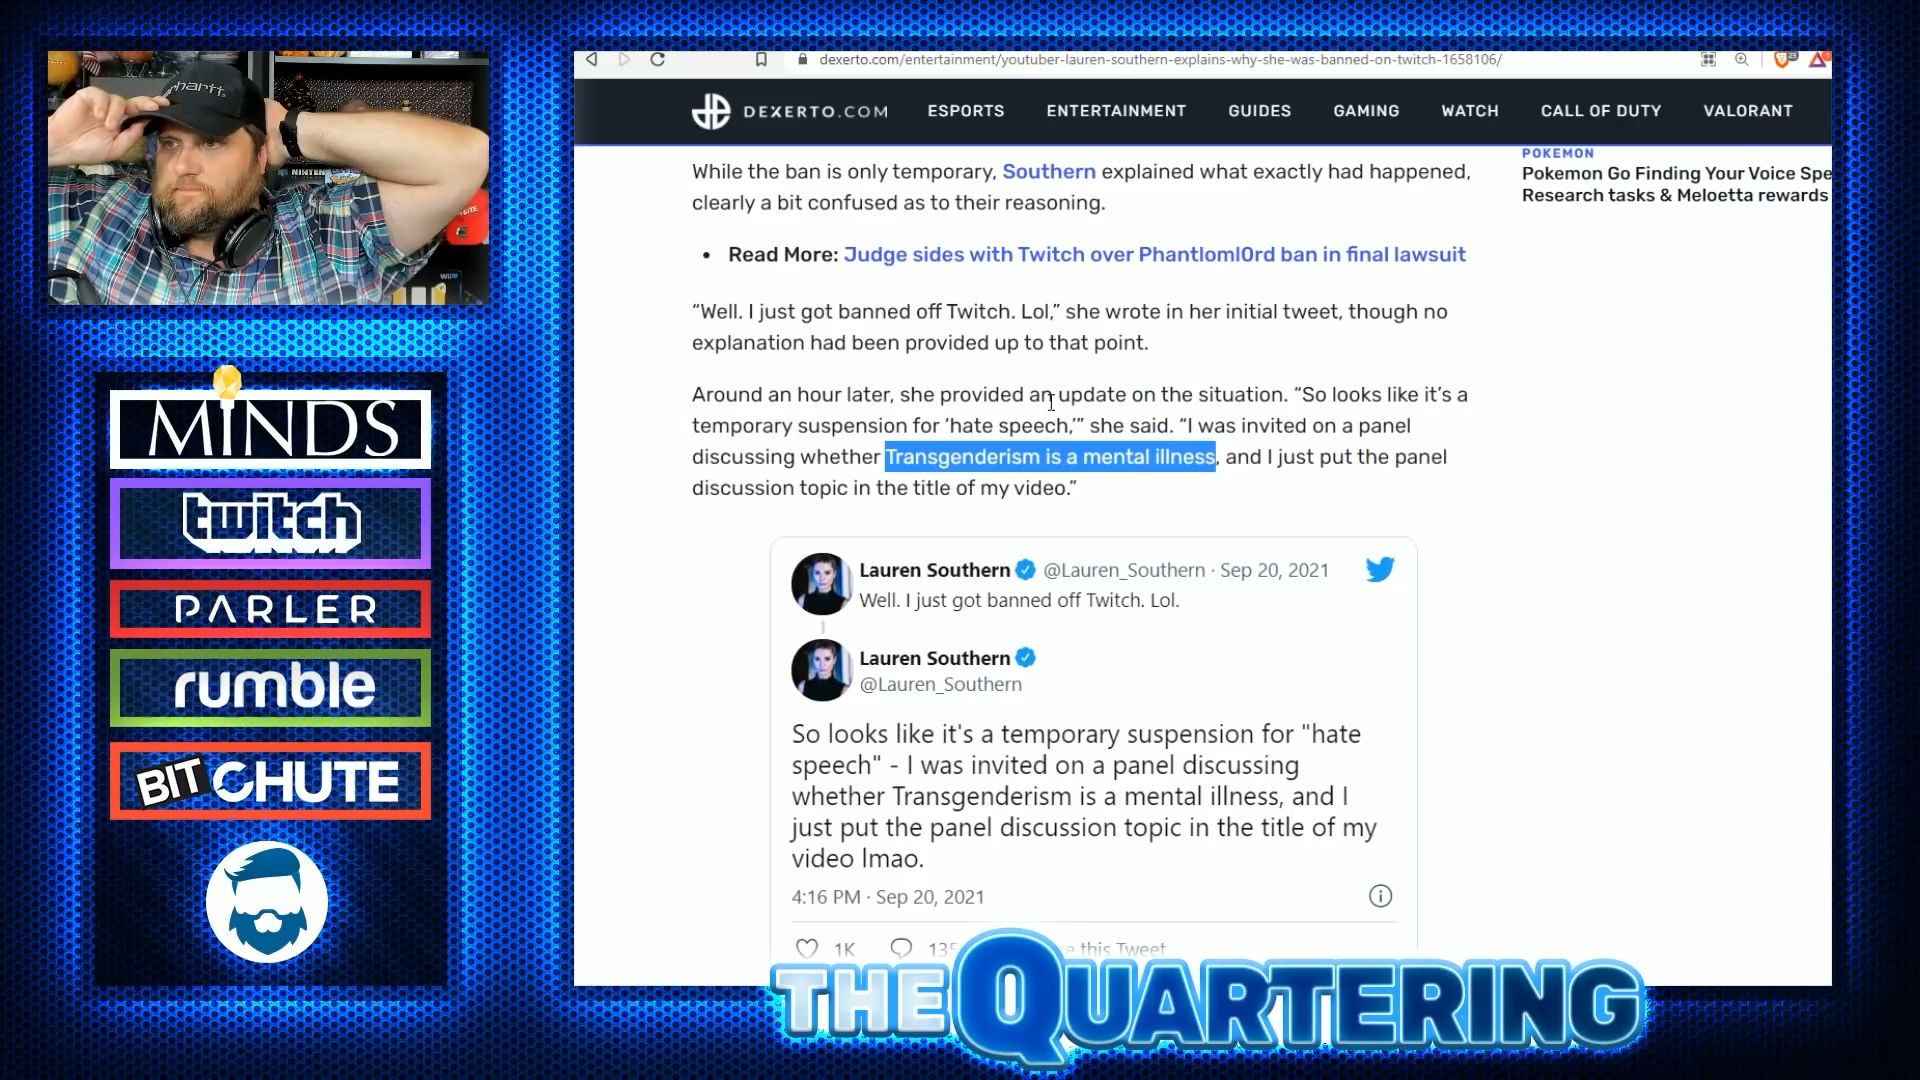 carhartt
NINTEN
WiiU
MINDS
twitch
PARLER
rumble
BITCHUTE
dexerto.com/entertainment/youtuber-lauren-southern-explains-why-she-was-banned-on-twitch-1658106/
DEXERTO.COM ESPORTS ENTERTAINMENT GUIDES GAMING WATCH CALL OF DUTY VALORANT
While the ban is only temporary, Southern explained what exactly had happened,
clearly a bit confused as to their reasoning.
• Read More: Judge sides with Twitch over Phantloml0rd ban in final lawsuit
“Well. I just got banned off Twitch. Lol,” she wrote in her initial tweet, though no
explanation had been provided up to that point.
Around an hour later, she provided an update on the situation. “So looks like it’s a
temporary suspension for ‘hate speech,’” she said. “I was invited on a panel
discussing whether Transgenderism is a mental illness, and I just put the panel
discussion topic in the title of my video.”
Lauren Southern @Lauren_Southern · Sep 20, 2021
Well. I just got banned off Twitch. Lol.
Lauren Southern
@Lauren_Southern
So looks like it's a temporary suspension for "hate
speech" - I was invited on a panel discussing
whether Transgenderism is a mental illness, and I
just put the panel discussion topic in the title of my
video lmao.
4:16 PM · Sep 20, 2021
1K 135 this Tweet
POKEMON
Pokemon Go Finding Your Voice Spe
Research tasks & Meloetta rewards
THE QUARTERING